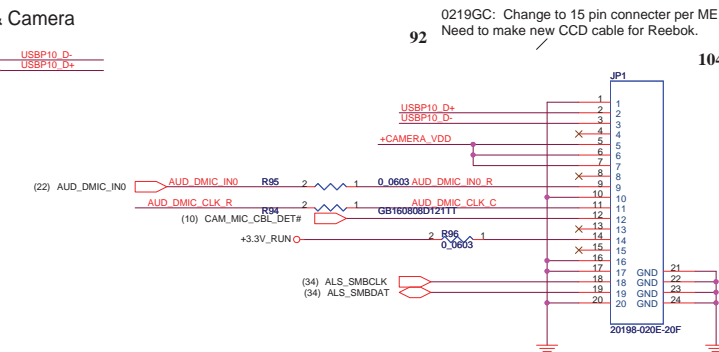 & Camera
0219GC: Change to 15 pin connecter per ME
Need to make new CCD cable for Reebok.
92
104
USBP10_D-
USBP10_D+
JP1
USBP10_D+
USBP10_D-
+CAMERA_VDD
(22) AUD_DMIC_IN0
AUD_DMIC_IN0
R95
2
1
0_0603
AUD_DMIC_IN0_R
AUD_DMIC_CLK_R
R94
2
1
GB160808D121TT
AUD_DMIC_CLK_C
(10) CAM_MIC_CBL_DET#
+3.3V_RUN
2
R96
1
0_0603
(34) ALS_SMBCLK
(34) ALS_SMBDAT
1 1
2 2
3 3
4 4
5 5
6 6
7 7
8 8
9 9
10 10
11 11
12 12
13 13
14 14
15 15
16 16
17 17 GND 21
18 18 GND 22
19 19 GND 23
20 20 GND 24
20198-020E-20F